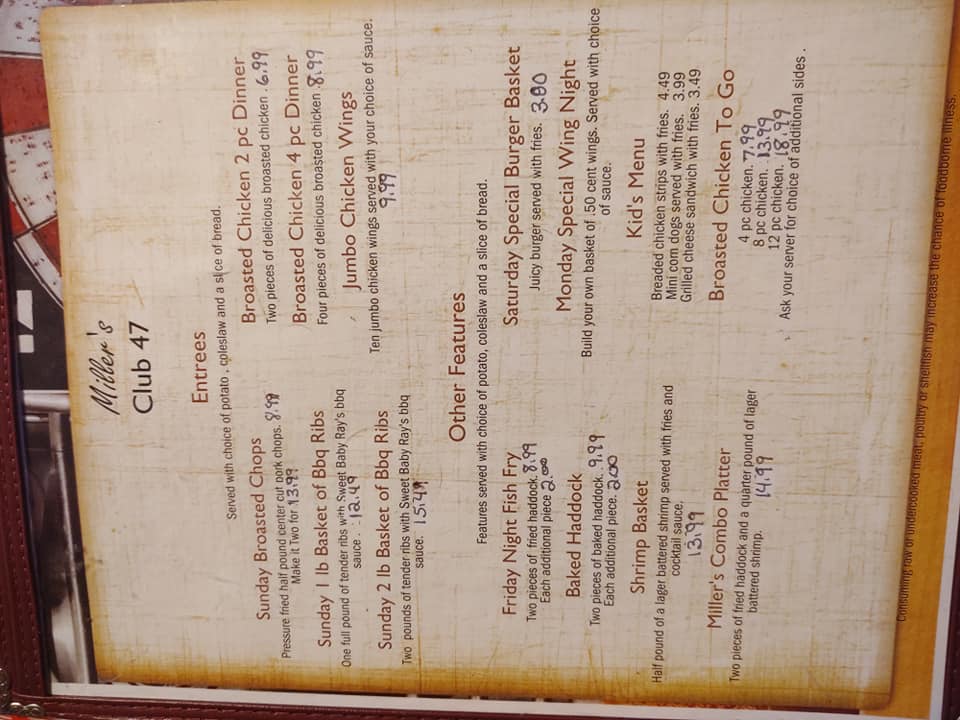 Miller's
Club 47
Entrees
Served with choice of potato , coleslaw and a slice of bread.
Sunday Broasted Chops
Pressure fried half pound center cut pork chops. 8.99
Make it two for 13.99
Sunday 1 lb Basket of Bbq Ribs
One full pound of tender ribs with Sweet Baby Ray's bbq
sauce . 12.49
Sunday 2 lb Basket of Bbq Ribs
Two pounds of tender ribs with Sweet Baby Ray's bbq
sauce. 15.49
Broasted Chicken 2 pc Dinner
Two pieces of delicious broasted chicken . 6.99
Broasted Chicken 4 pc Dinner
Four pieces of delicious broasted chicken .8.99
Jumbo Chicken Wings
Ten jumbo chicken wings served with your choice of sauce.
9.99
Other Features
Features served with choice of potato, coleslaw and a slice of bread.
Friday Night Fish Fry
Two pieces of fried haddock. 8.99
Each additional piece 2.00
Baked Haddock
Two pieces of baked haddock. 9.99
Each additional piece. 2.00
Shrimp Basket
Half pound of a lager battered shrimp served with fries and
cocktail sauce.
13.99
Miller's Combo Platter
Two pieces of fried haddock and a quarter pound of lager
battered shrimp. 14.99
Saturday Special Burger Basket
Juicy burger served with fries. 3.00
Monday Special Wing Night
Build your own basket of .50 cent wings. Served with choice
of sauce.
Kid's Menu
Breaded chicken strips with fries. 4.49
Mini corn dogs served with fries. 3.99
Grilled cheese sandwich with fries. 3.49
Broasted Chicken To Go
4 pc chicken. 7.99
8 pc chicken. 13.99
12 pc chicken. 18.99
Ask your server for choice of additional sides .
Consuming raw or undercooked meat, poultry or shellfish may increase the chance of foodborne illness.